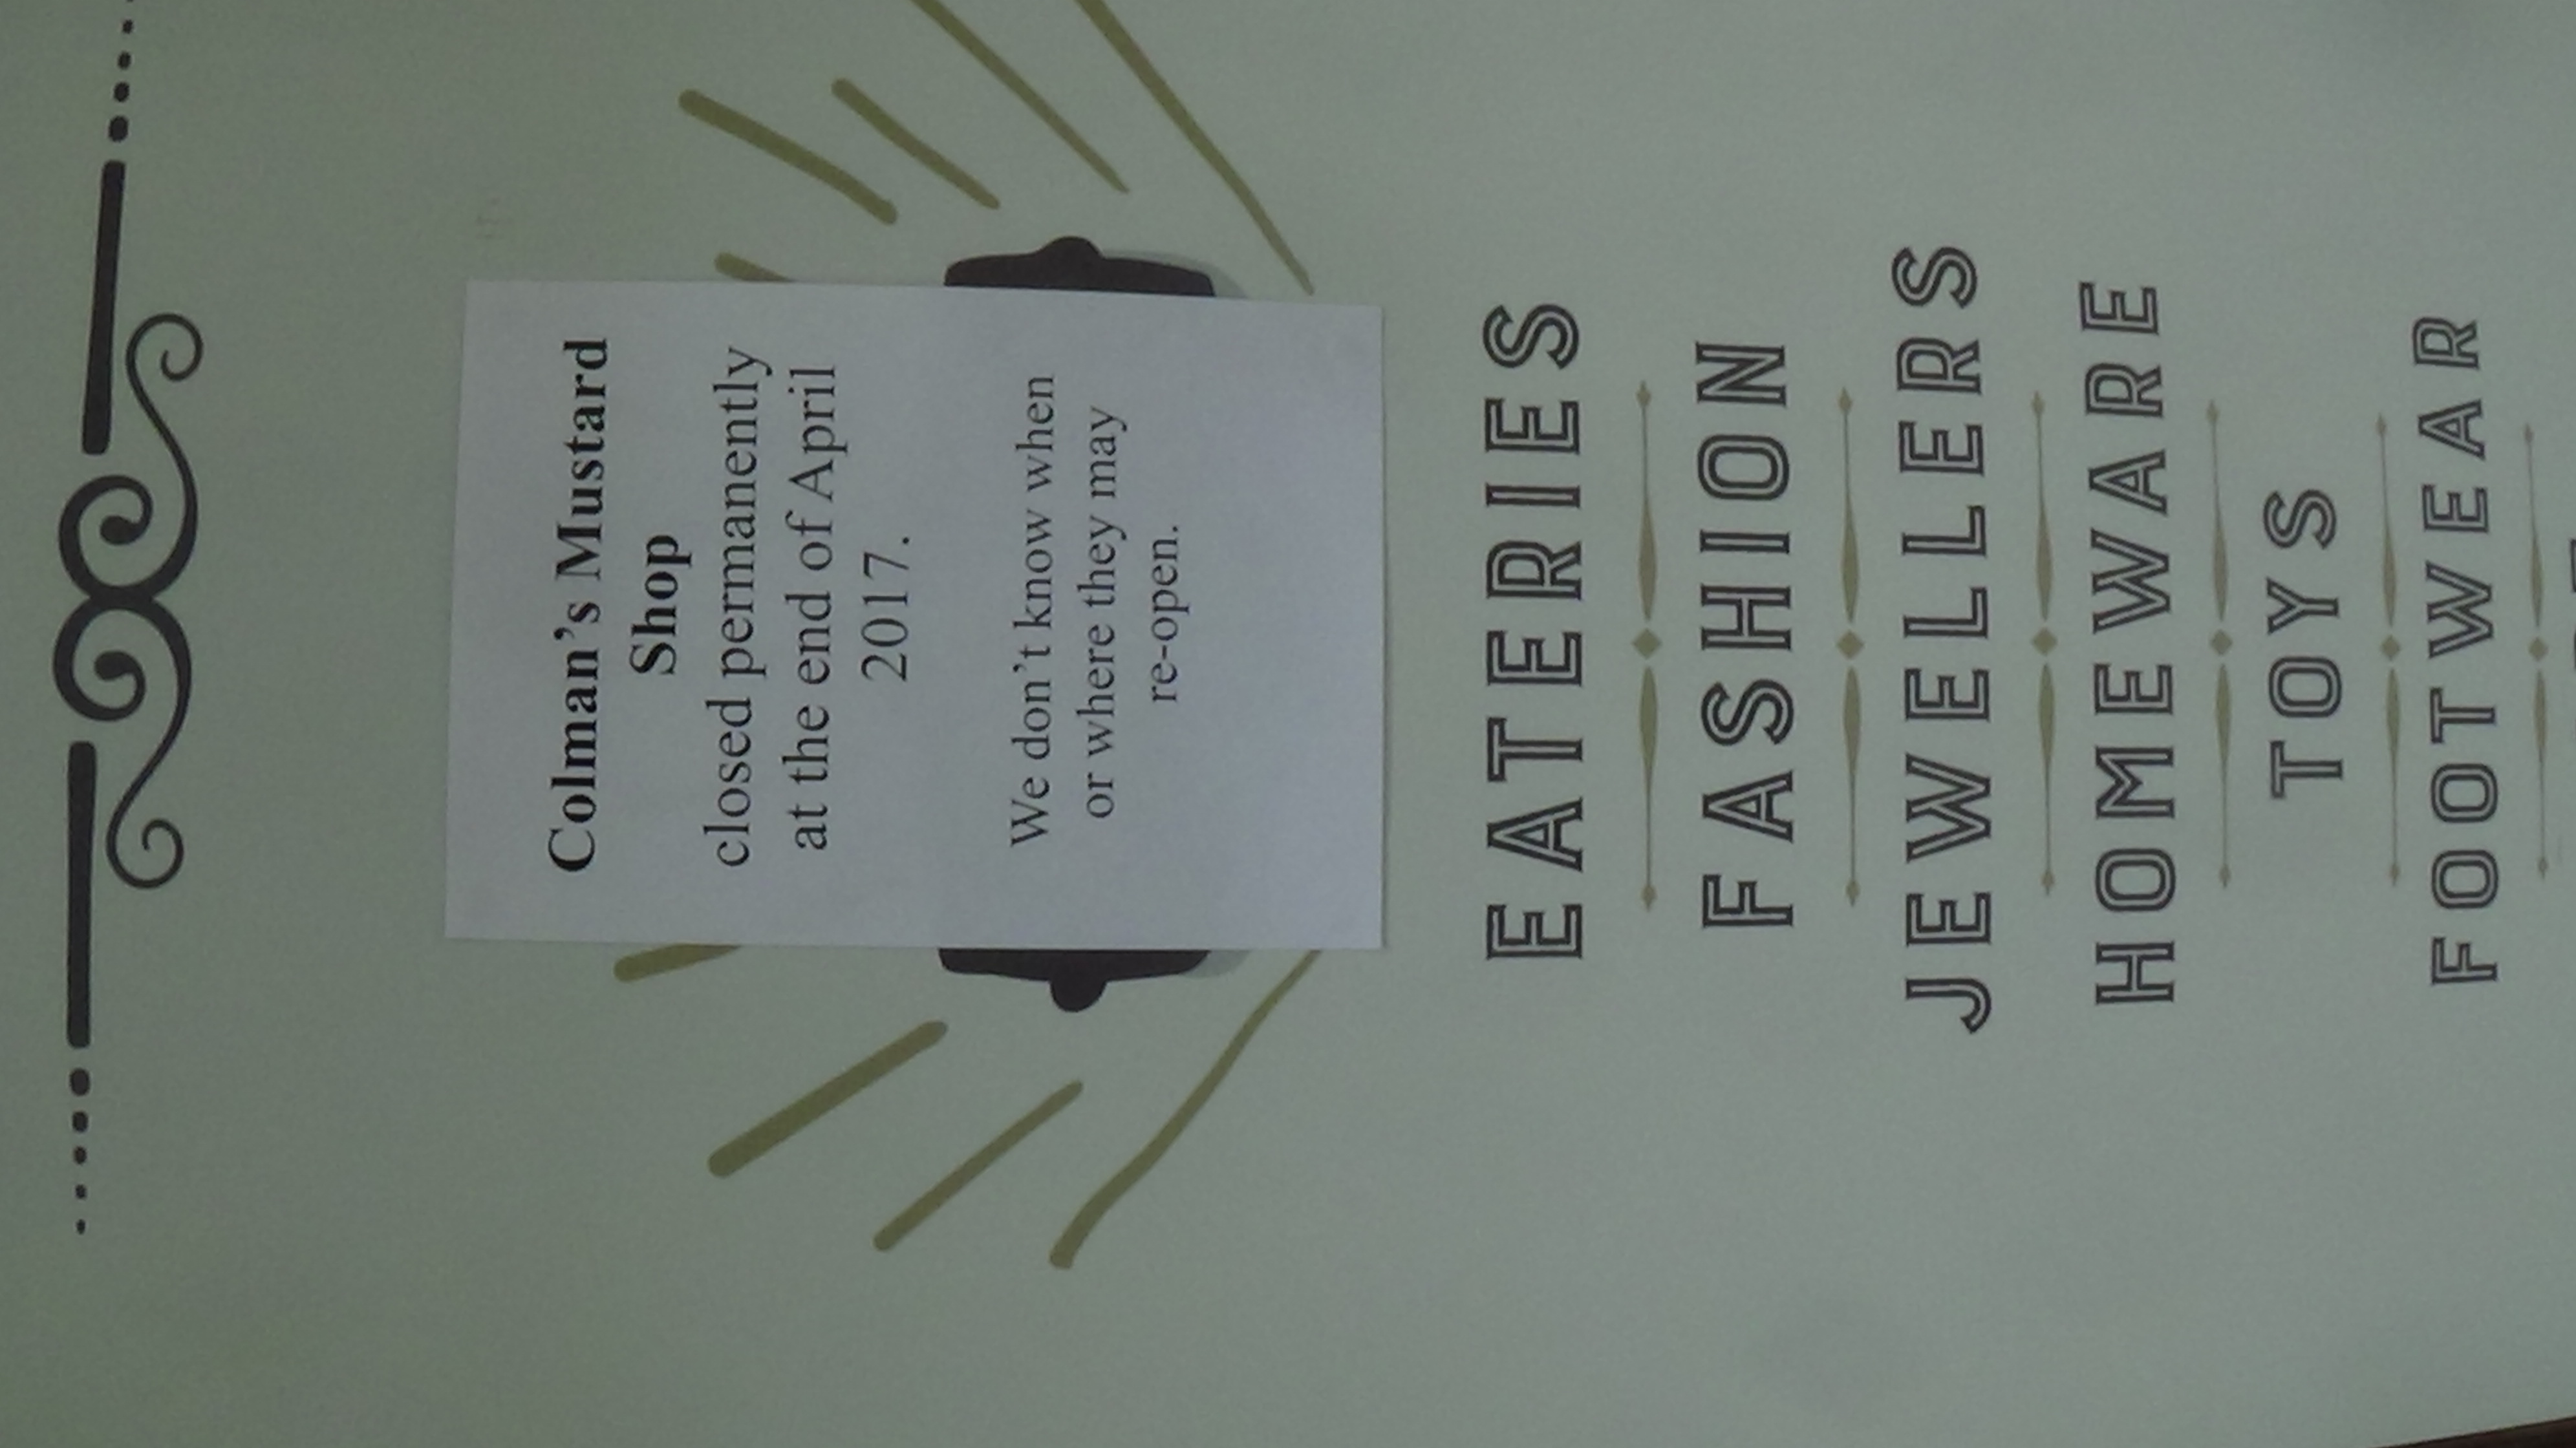 Colman's Mustard
Shop
closed permanently
at the end of April
2017.
We don't know when
or where they may
re-open.
EATERIES
FASHION
JEWELLERS
HOMEWARE
TOYS
FOOTWEAR